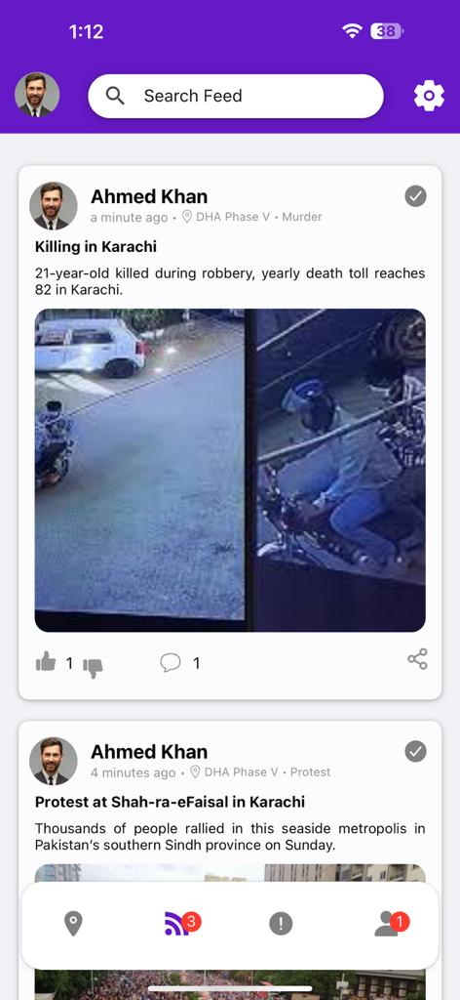 1:12
38
Search Feed
Ahmed Khan
a minute ago • DHA Phase V • Murder
Killing in Karachi
21-year-old killed during robbery, yearly death toll reaches
82 in Karachi.
1
1
Ahmed Khan
4 minutes ago • DHA Phase V • Protest
Protest at Shah-ra-eFaisal in Karachi
Thousands of people rallied in this seaside metropolis in
Pakistan's southern Sindh province on Sunday.
3
1